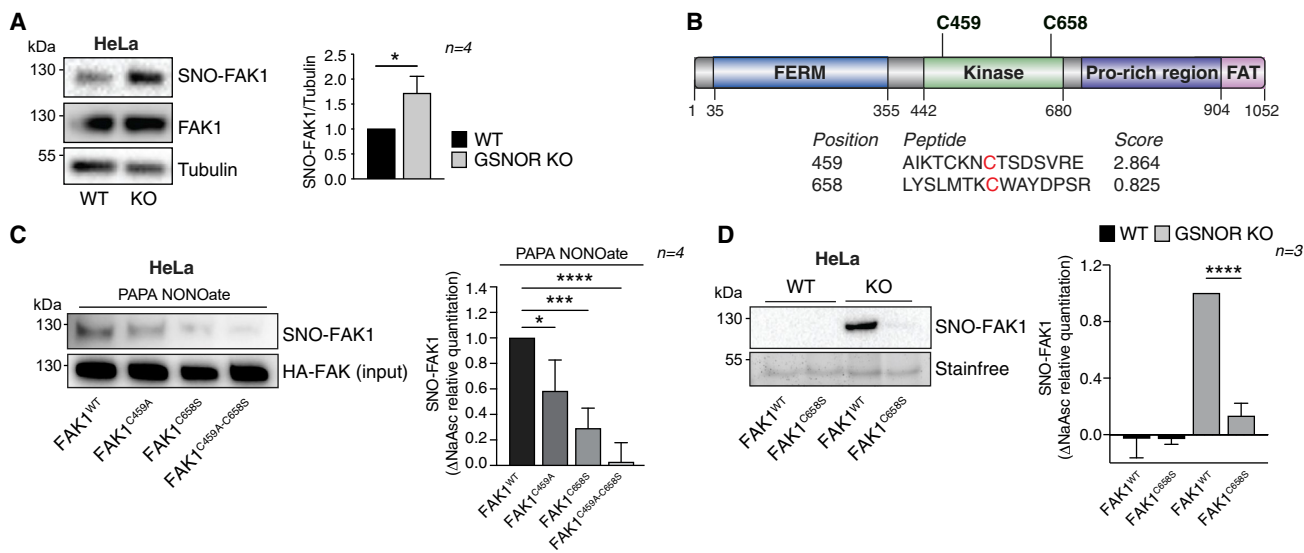 A
HeLa
kDa
130
SNO-FAK1
130
FAK1
55
Tubulin
WT KO
n=4
*
SNO-FAK1/Tubulin
2.5
2.0
1.5
1.0
0.5
0.0
WT
GSNOR KO
B
C459 C658
FERM Kinase Pro-rich region FAT
1 35 355 442 680 904 1052
Position Peptide Score
459 AIKTCKNCTSDSVRE 2.864
658 LYSLMTKCWAYDPSR 0.825
C
HeLa
PAPA NONOate
kDa
130
SNO-FAK1
130
HA-FAK (input)
FAK1WT
FAK1C459A
FAK1C658S
FAK1C459A-C658S
PAPA NONOate
n=4
****
***
*
SNO-FAK1
(ΔNaAsc relative quantitation)
1.4
1.2
1.0
0.8
0.6
0.4
0.2
0.0
FAK1WT
FAK1C459A
FAK1C658S
FAK1C459A-C658S
D
HeLa
WT KO
kDa
130
SNO-FAK1
55
Stainfree
FAK1WT
FAK1C658S
FAK1WT
FAK1C658S
WT GSNOR KO
n=3
****
SNO-FAK1
(ΔNaAsc relative quantitation)
1.2
0.8
0.4
0.0
FAK1WT
FAK1C658S
FAK1WT
FAK1C658S